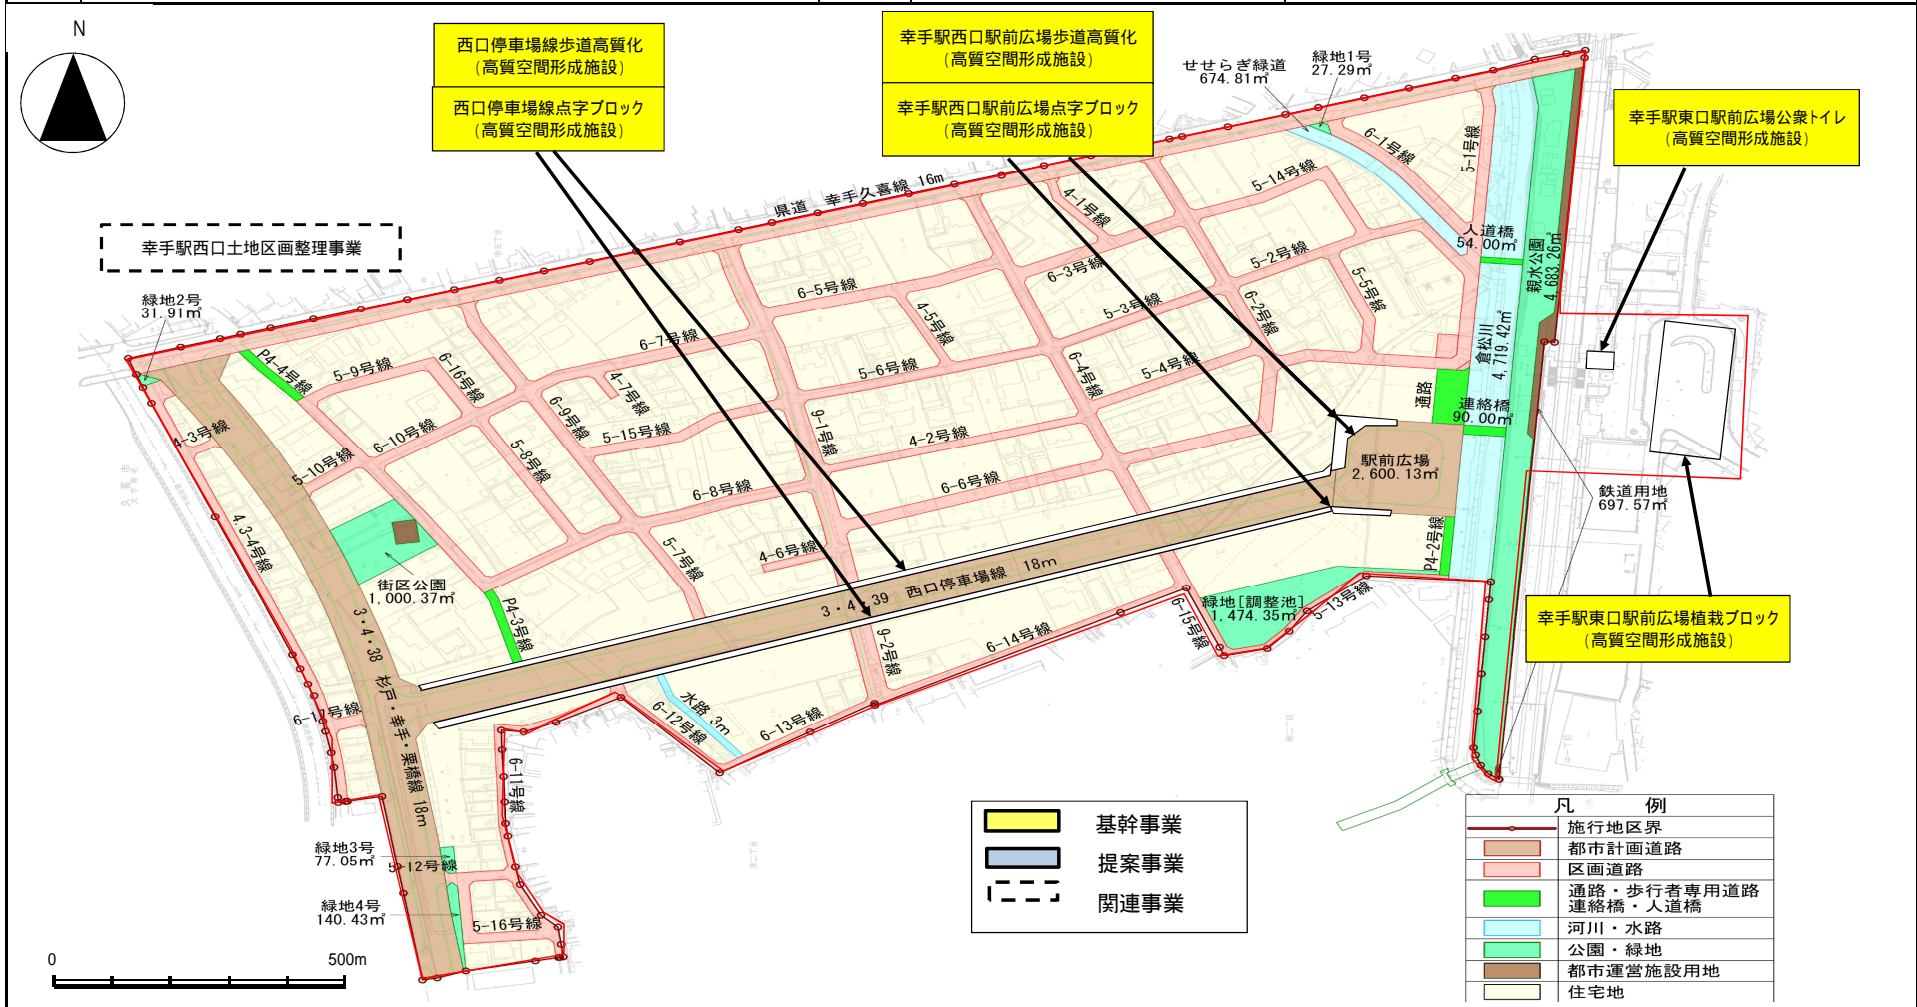 N
西口停車場線歩道高質化
(高質空間形成施設)
西口停車場線点字ブロック
(高質空間形成施設)
幸手駅西口駅前広場歩道高質化
(高質空間形成施設)
幸手駅西口駅前広場点字ブロック
(高質空間形成施設)
幸手駅東口駅前広場公衆トイレ
(高質空間形成施設)
幸手駅東口駅前広場植栽ブロック
(高質空間形成施設)
幸手駅西口土地区画整理事業
せせらぎ緑道
674.81㎡
緑地1号
27.29㎡
県道 幸手久喜線 16m
6-1号線
5-1号線
5-14号線
4-1号線
人道橋
54.00㎡
親水公園
4,683.26㎡
倉松川
4,719.42㎡
5-2号線
6-3号線
5-5号線
6-2号線
5-3号線
6-5号線
4-5号線
緑地2号
31.91㎡
P4-4号線
5-9号線
6-16号線
6-7号線
4-7号線
5-6号線
6-4号線
5-4号線
通路
連絡橋
90.00㎡
6-9号線
9-1号線
5-15号線
4-2号線
4-3号線
6-10号線
5-10号線
5-8号線
6-8号線
6-6号線
駅前広場
2,600.13㎡
鉄道用地
697.57㎡
久喜市
4.3-4号線
街区公園
1,000.37㎡
5-7号線
4-6号線
P4-2号線
P4-3号線
3・4・39 西口停車場線 18m
緑地[調整池]
1,474.35㎡
5-13号線
6-15号線
6-14号線
9-2号線
3・4・38 杉戸・幸手・栗橋線 18m
6-17号線
水路 3m
6-12号線
6-13号線
6-11号線
緑地3号
77.05㎡
5-12号線
緑地4号
140.43㎡
5-16号線
0 500m
基幹事業
提案事業
関連事業
凡 例
施行地区界
都市計画道路
区画道路
通路・歩行者専用道路
連絡橋・人道橋
河川・水路
公園・緑地
都市運営施設用地
住宅地